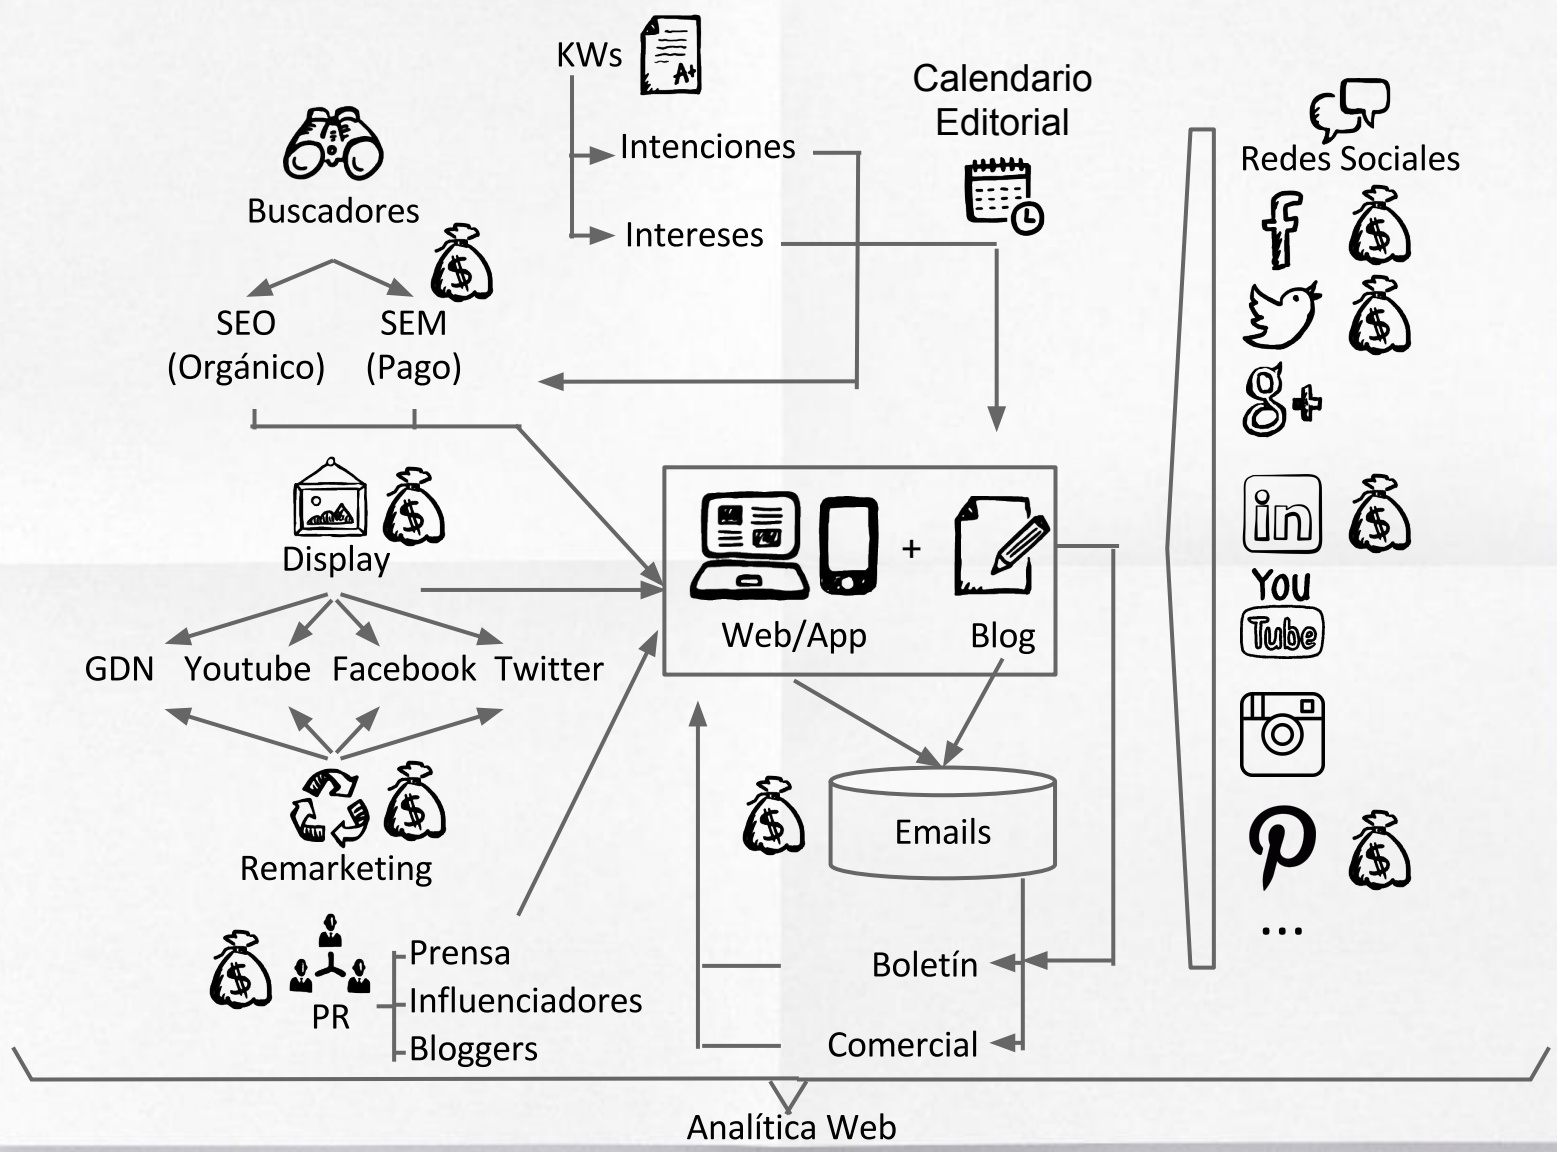 KWs
A+
Intenciones
Intereses
Calendario
Editorial
Buscadores
$
SEO
(Orgánico)
SEM
(Pago)
$
Display
GDN
Youtube
Facebook
Twitter
$
Remarketing
$
PR
Prensa
Influenciadores
Bloggers
+
Web/App
Blog
$
Emails
Boletín
Comercial
Redes Sociales
f
$
$
g+
in
$
You
Tube
$
...
Analítica Web